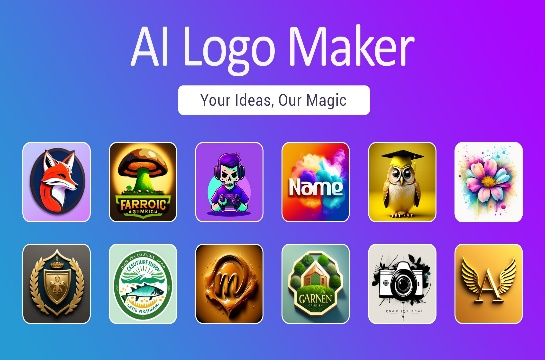 AI Logo Maker
Your Ideas, Our Magic
FARROIC
Name
m
GARNEN
A